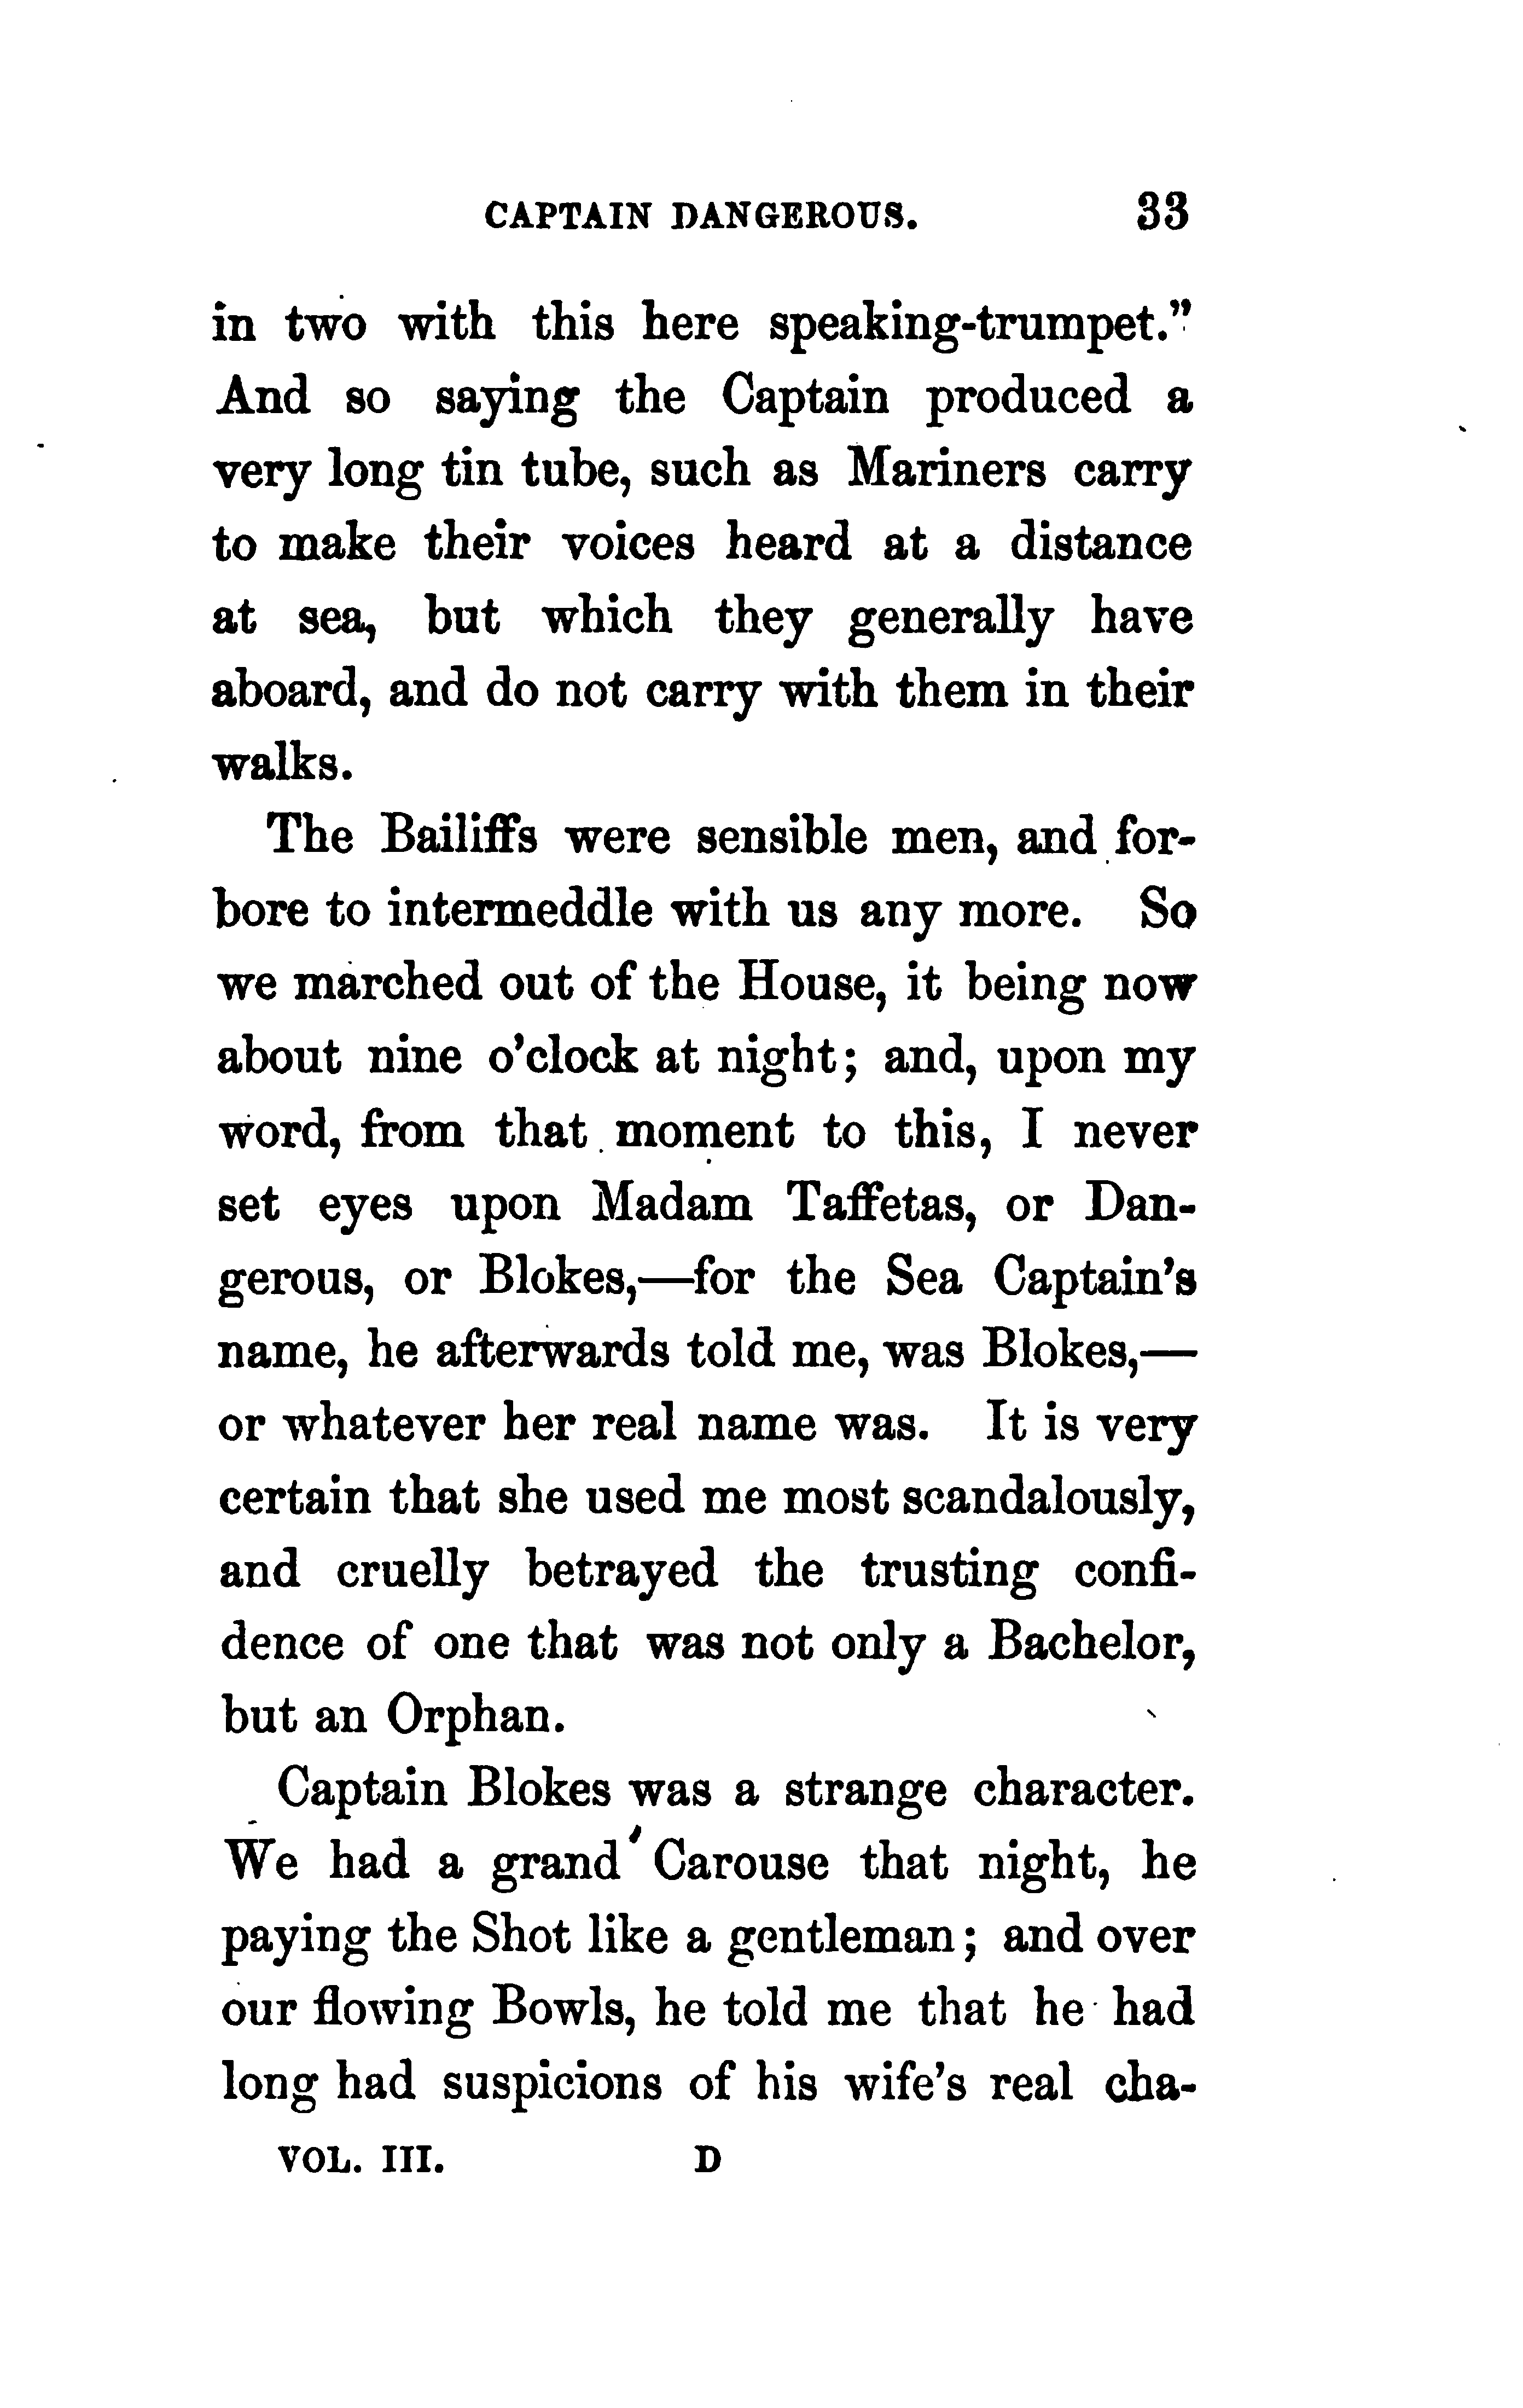 CAPTAIN DANGEROUS. 33
in two with this here speaking-trumpet."
And so saying the Captain produced a
very long tin tube, such as Mariners carry
to make their voices heard at a distance
at sea, but which they generally have
aboard, and do not carry with them in their
walks.
The Bailiffs were sensible men, and for-
bore to intermeddle with us any more. So
we marched out of the House, it being now
about nine o'clock at night; and, upon my
word, from that moment to this, I never
set eyes upon Madam Taffetas, or Dan-
gerous, or Blokes,—for the Sea Captain's
name, he afterwards told me, was Blokes,—
or whatever her real name was. It is very
certain that she used me most scandalously,
and cruelly betrayed the trusting confi-
dence of one that was not only a Bachelor,
but an Orphan.
Captain Blokes was a strange character.
We had a grand Carouse that night, he
paying the Shot like a gentleman; and over
our flowing Bowls, he told me that he had
long had suspicions of his wife's real cha-
VOL. III. D